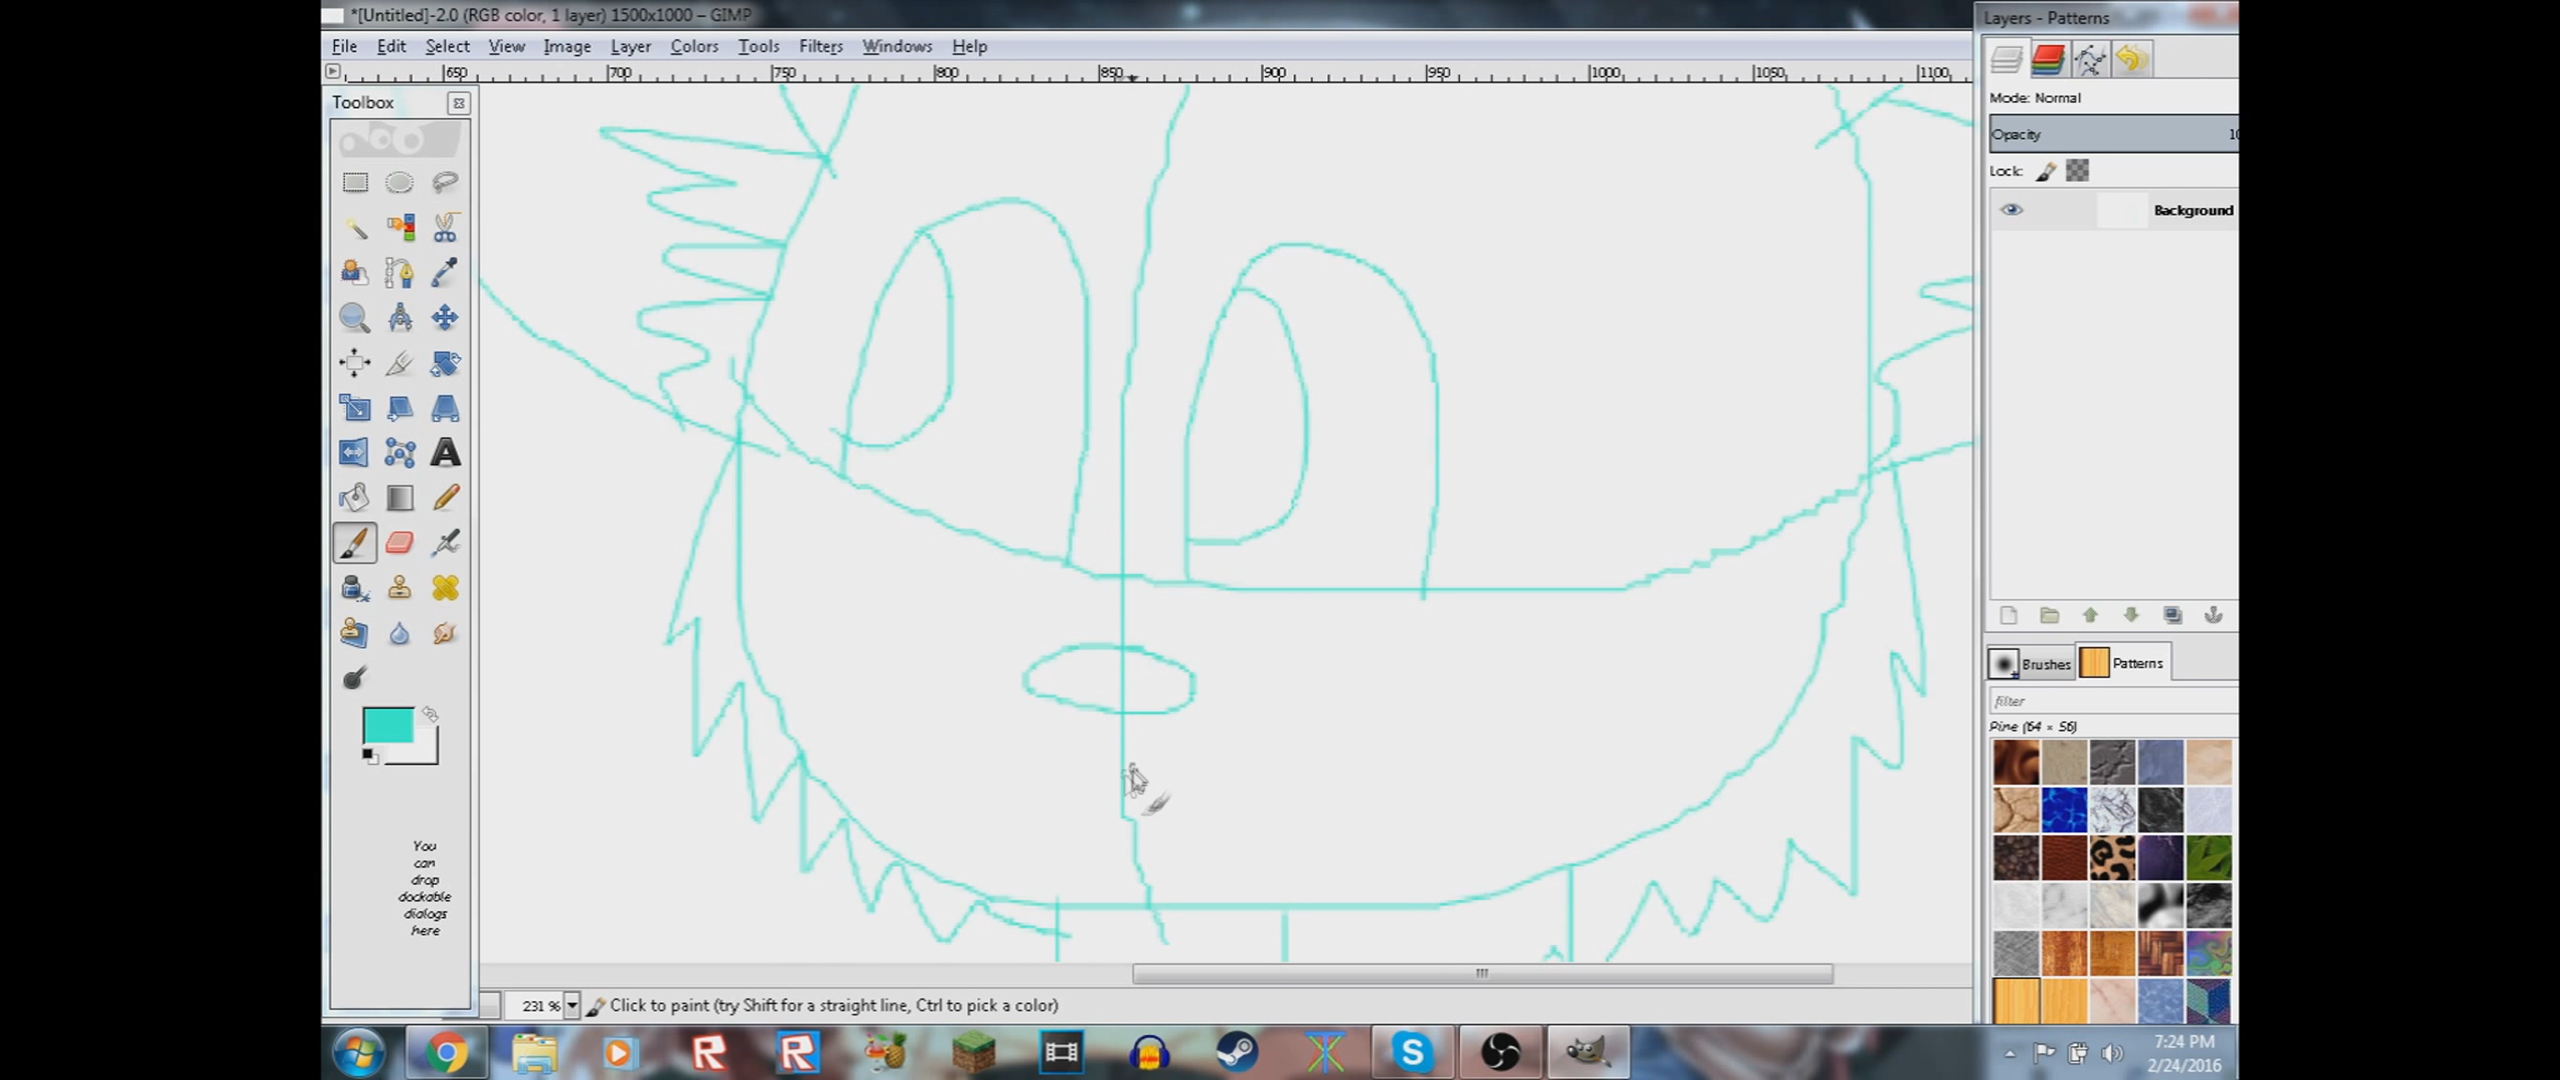 *[Untitled]-2.0 (RGB color, 1 layer) 1500x1000 – GIMP
File Edit Select View Image Layer Colors Tools Filters Windows Help
650 700 750 800 850 900 950 1000 1050 1100
Toolbox
You
can
drop
dockable
dialogs
here
231 % Click to paint (try Shift for a straight line, Ctrl to pick a color)
Layers - Patterns
Mode: Normal
Opacity 10
Lock:
Background
Brushes Patterns
filter
Pine (64 × 56)
7:24 PM
2/24/2016